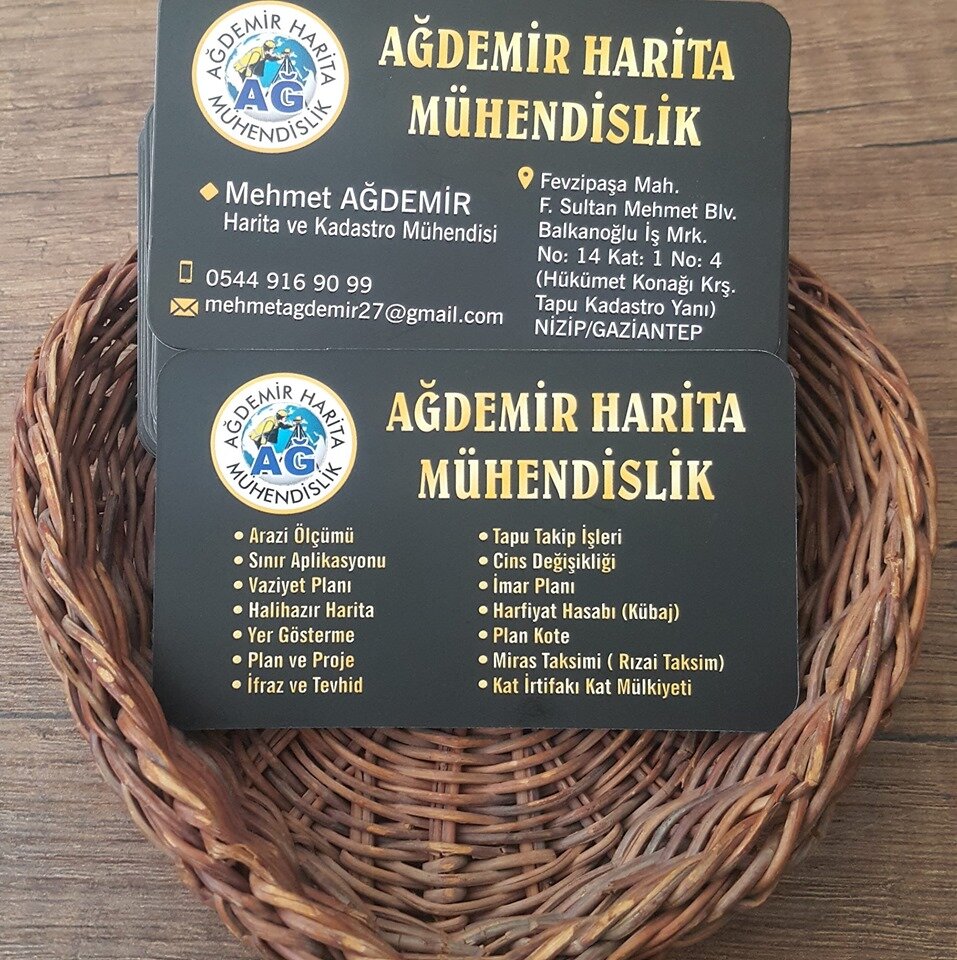 AĞDEMİR HARİTA
MÜHENDİSLİK
AG
AĞDEMİR HARİTA
MÜHENDİSLİK
Mehmet AĞDEMİR
Harita ve Kadastro Mühendisi
0544 916 90 99
mehmetagdemir27@gmail.com
Fevzipaşa Mah.
F. Sultan Mehmet Blv.
Balkanoğlu İş Mrk.
No: 14 Kat: 1 No: 4
(Hükümet Konağı Krş.
Tapu Kadastro Yanı)
NİZİP/GAZİANTEP
AĞDEMİR HARİTA
MÜHENDİSLİK
AĞ
AĞDEMİR HARİTA
MÜHENDİSLİK
• Arazi Ölçümü
• Sınır Aplikasyonu
• Vaziyet Planı
• Halihazır Harita
• Yer Gösterme
• Plan ve Proje
• İfraz ve Tevhid
• Tapu Takip İşleri
• Cins Değişikliği
• İmar Planı
• Harfiyat Hasabı (Kübaj)
• Plan Kote
• Miras Taksimi ( Rızai Taksim)
• Kat İrtifakı Kat Mülkiyeti